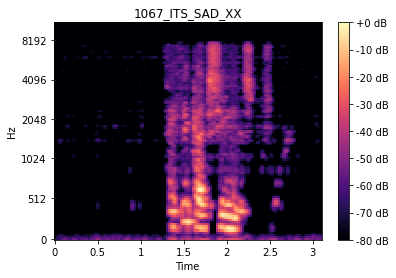 1067_ITS_SAD_XX
+0 dB
8192
-10 dB
4096
-20 dB
-30 dB
2048
Hz
-40 dB
1024
-50 dB
512
-60 dB
-70 dB
0
-80 dB
0 0.5 1 1.5 2 2.5 3
Time